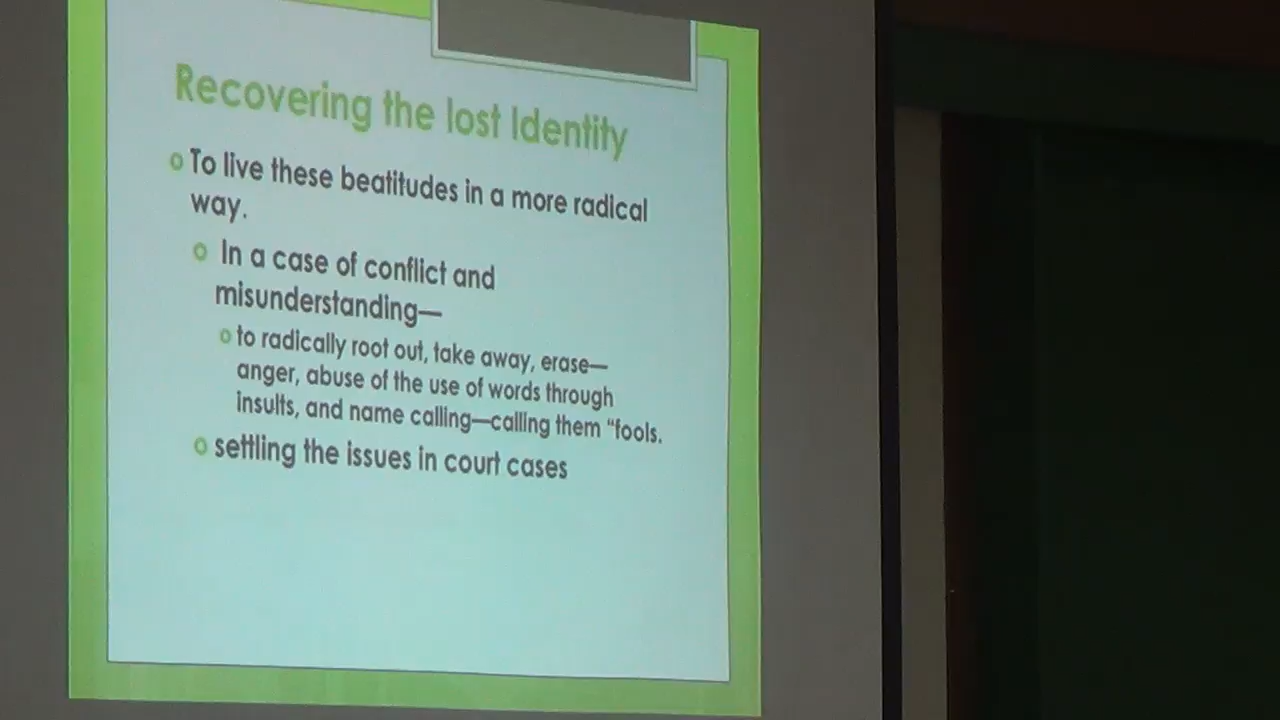 Recovering the lost Identity
To live these beatitudes in a more radical
way.
In a case of conflict and
misunderstanding—
to radically root out, take away, erase—
anger, abuse of the use of words through
insults, and name calling—calling them “fools.
settling the issues in court cases